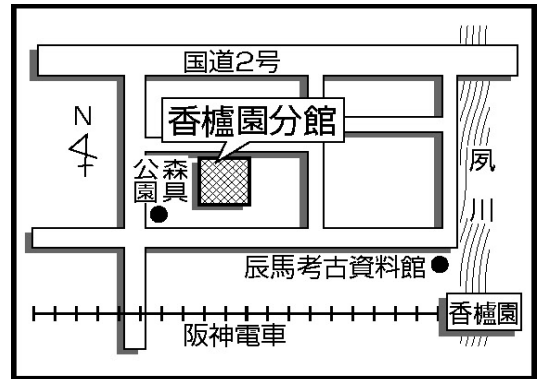 国道2号
N
香櫨園分館
森具
公園
夙川
辰馬考古資料館
香櫨園
阪神電車